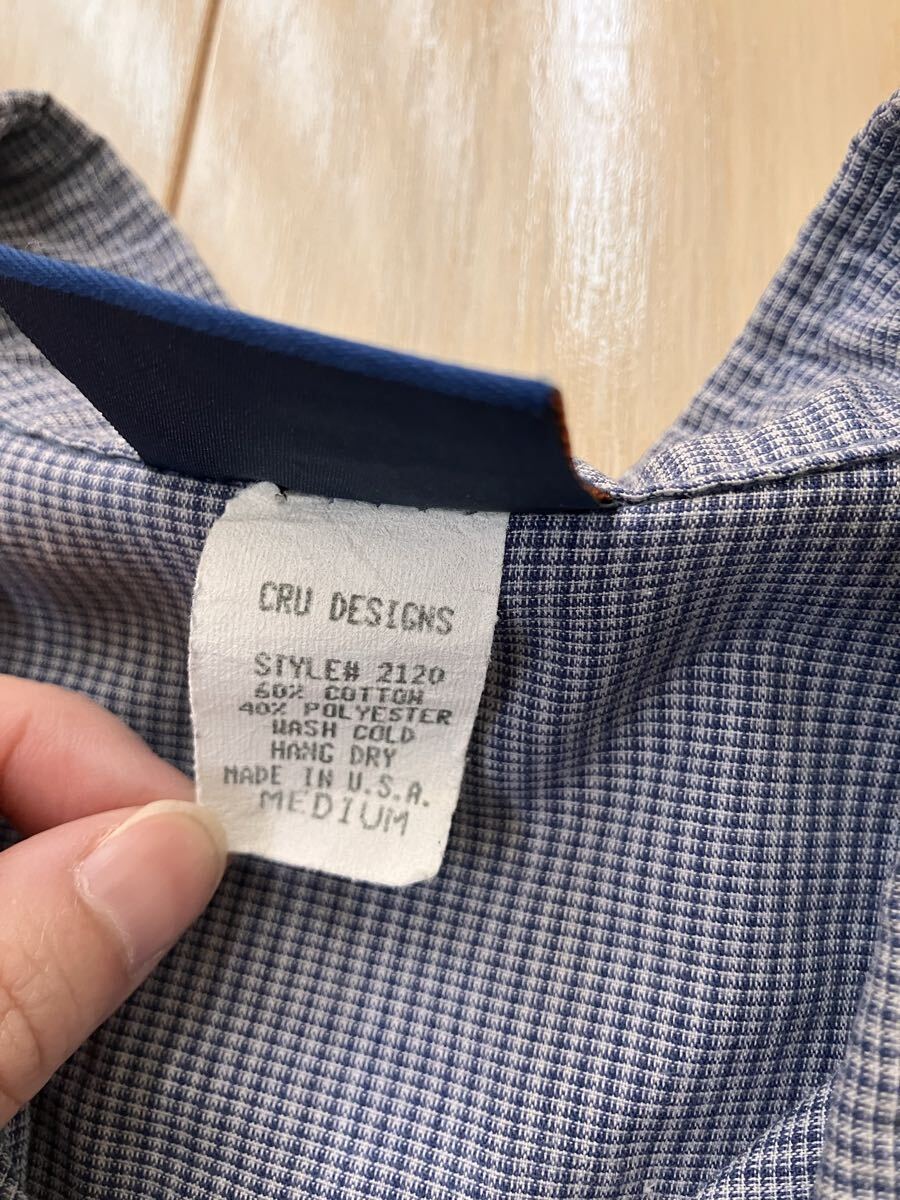 CRU DESIGNS
STYLE# 2120
60% COTTON
40% POLYESTER
WASH COLD
HANG DRY
MADE IN U.S.A.
MEDIUM